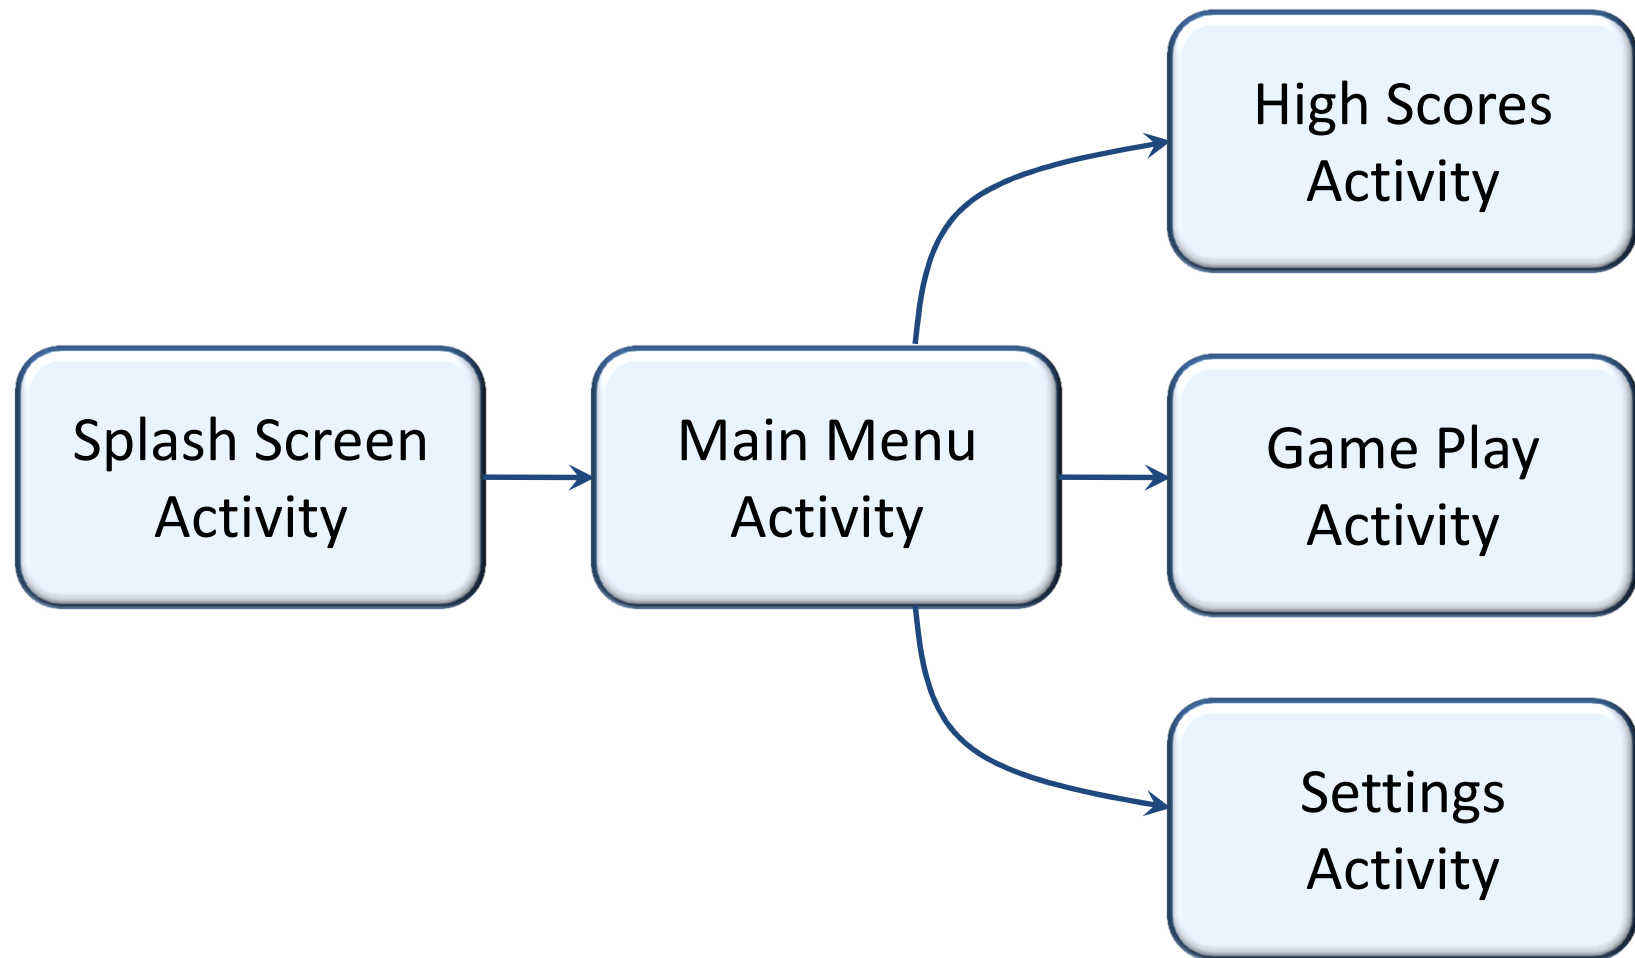 Splash Screen
Activity
Main Menu
Activity
High Scores
Activity
Game Play
Activity
Settings
Activity